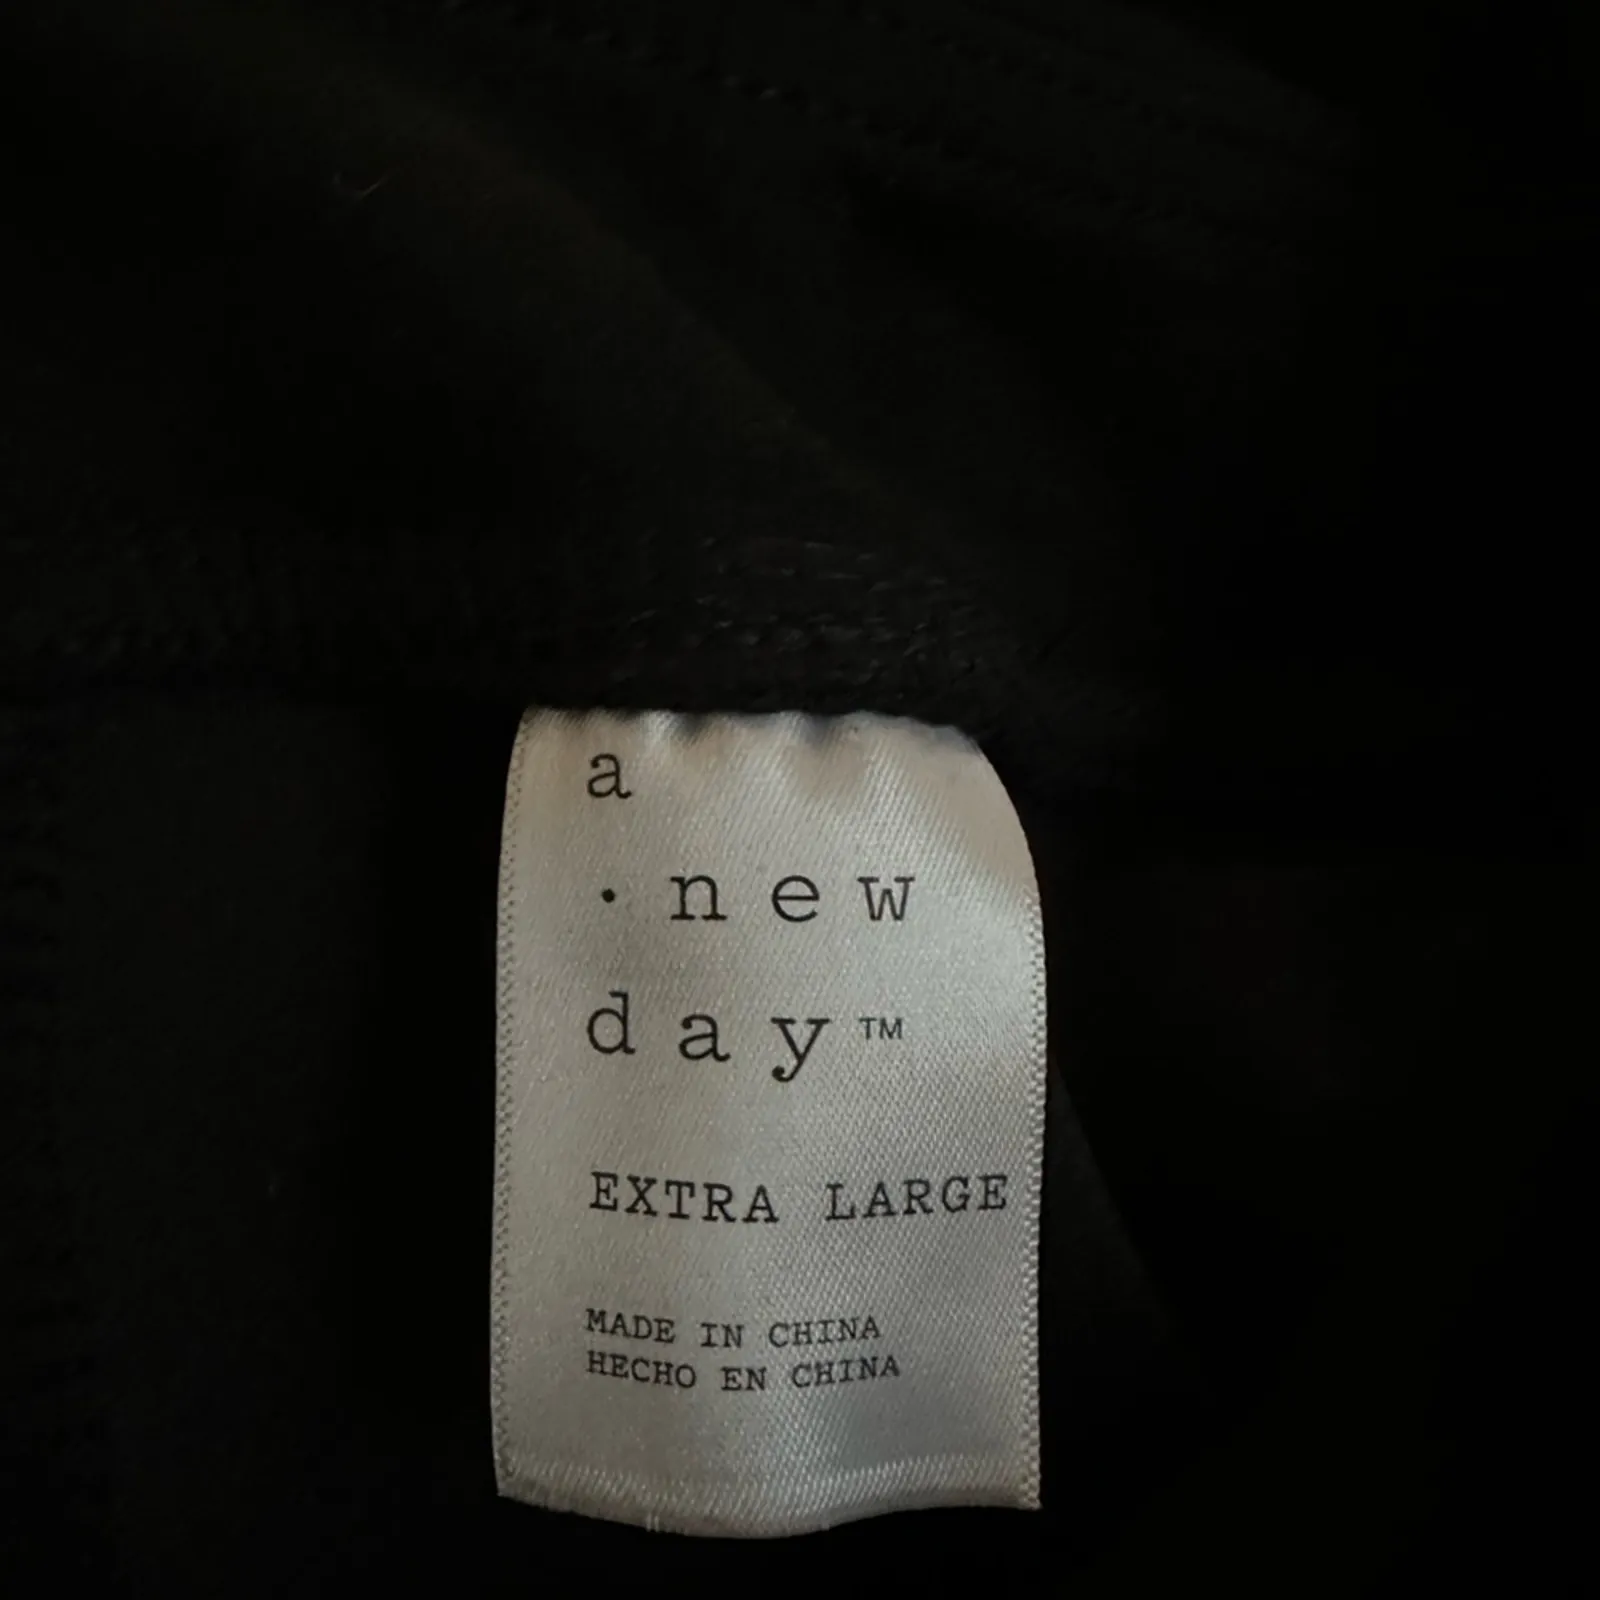 a
· new
day™
EXTRA LARGE
MADE IN CHINA
HECHO EN CHINA